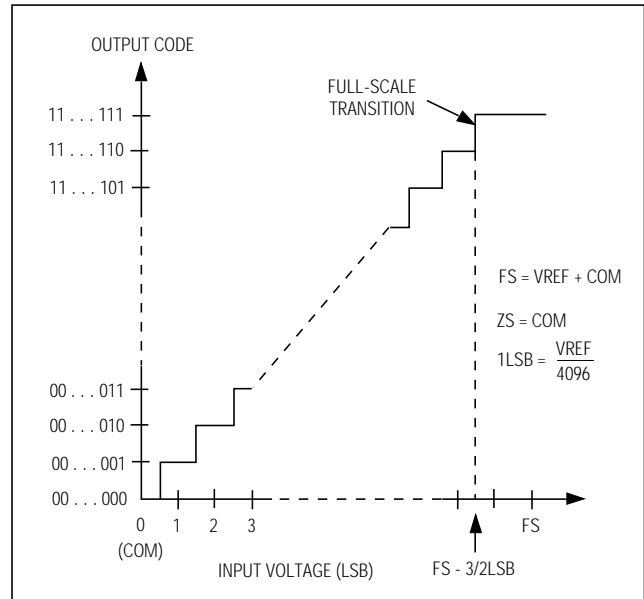 OUTPUT CODE
FULL-SCALE
TRANSITION
11 . . . 111
11 . . . 110
11 . . . 101
FS = VREF + COM
ZS = COM
1LSB = VREF
4096
00 . . . 011
00 . . . 010
00 . . . 001
00 . . . 000
0 1 2 3 FS
(COM)
INPUT VOLTAGE (LSB)
FS - 3/2LSB